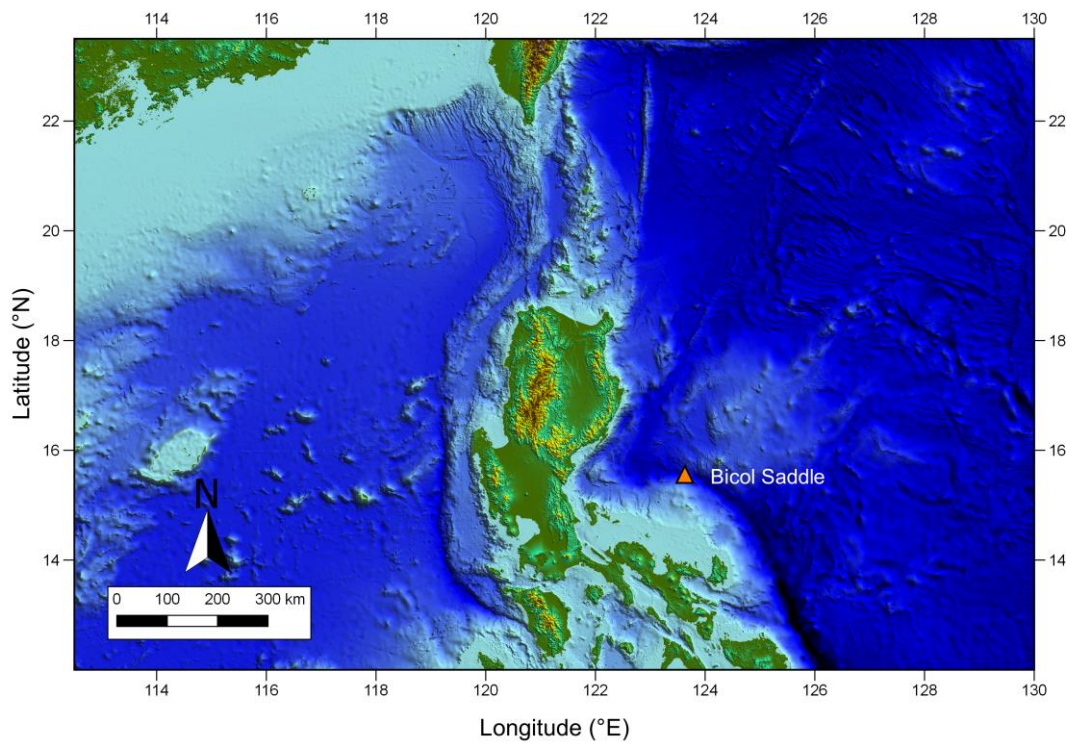 114 116 118 120 122 124 126 128 130
22 22
20 20
18 18
16 16
Bicol Saddle
N
14 14
0 100 200 300 km
114 116 118 120 122 124 126 128 130
Latitude (°N)
Longitude (°E)